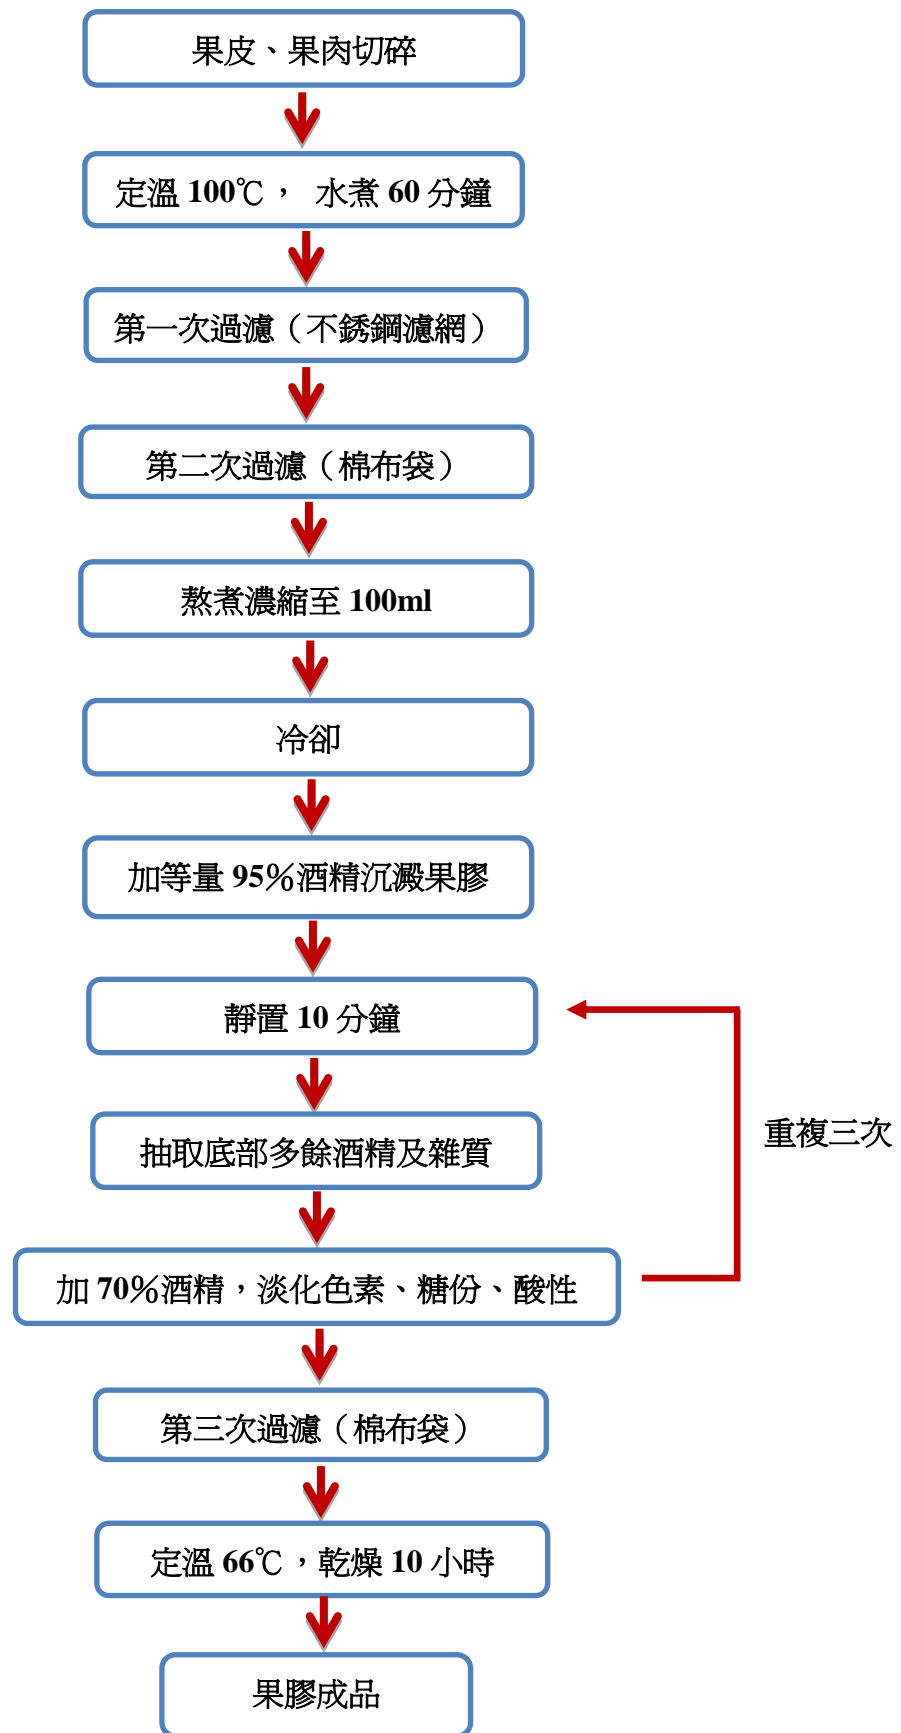 果皮、果肉切碎
定溫 100℃， 水煮 60 分鐘
第一次過濾（不銹鋼濾網）
第二次過濾（棉布袋）
熬煮濃縮至 100ml
冷卻
加等量 95％酒精沉澱果膠
靜置 10 分鐘
抽取底部多餘酒精及雜質
重複三次
加 70％酒精，淡化色素、糖份、酸性
第三次過濾（棉布袋）
定溫 66℃，乾燥 10 小時
果膠成品